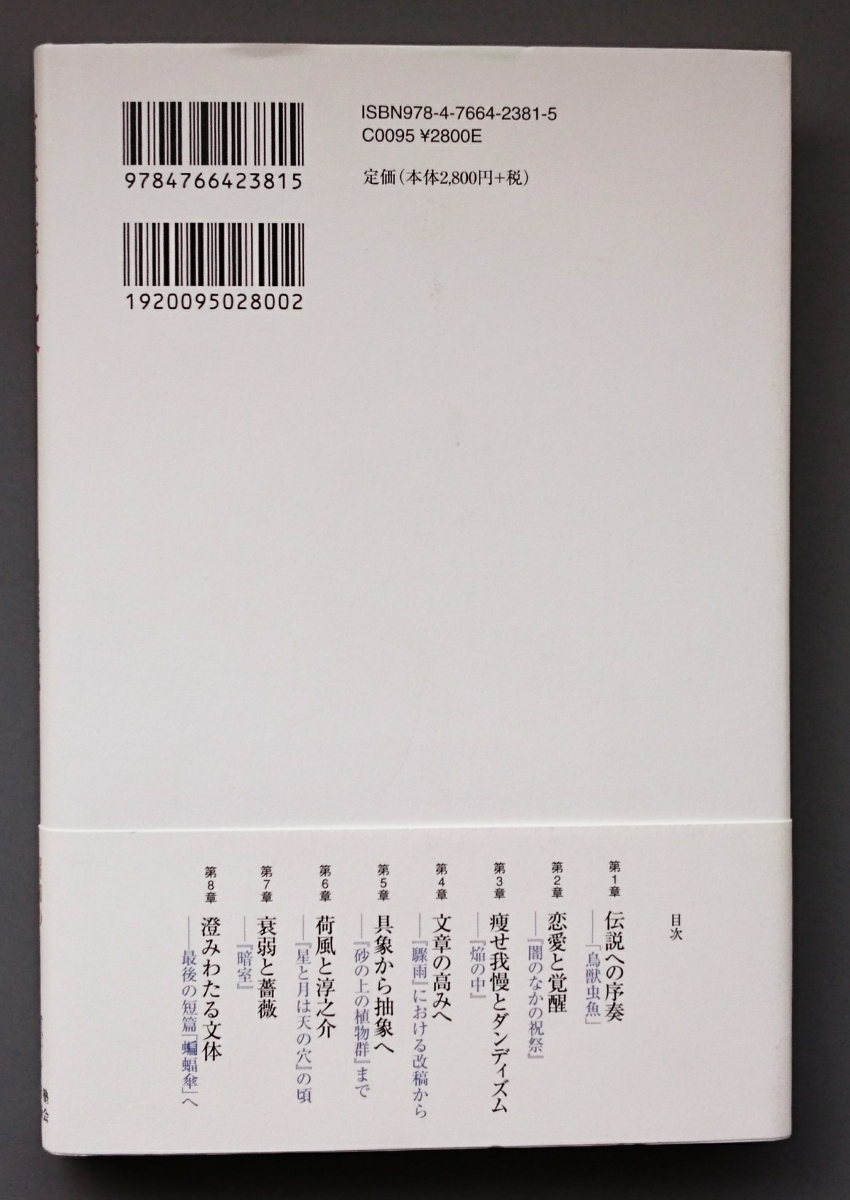 ISBN978-4-7664-2381-5
C0095 ¥2800E
定価(本体2,800円+税)
9784766423815
1920095028002
目次
第1章 伝説への序奏
――「鳥獣虫魚」
第2章 恋愛と覚醒
――『闇のなかの祝祭』
第3章 痩せ我慢とダンディズム
――『焔の中』
第4章 文章の高みへ
――『驟雨』における改稿から
第5章 具象から抽象へ
――『砂の上の植物群』まで
第6章 荷風と淳之介
――『星と月は天の穴』の頃
第7章 衰弱と薔薇
――『暗室』
第8章 澄みわたる文体
――最後の短篇「蝙蝠傘」へ